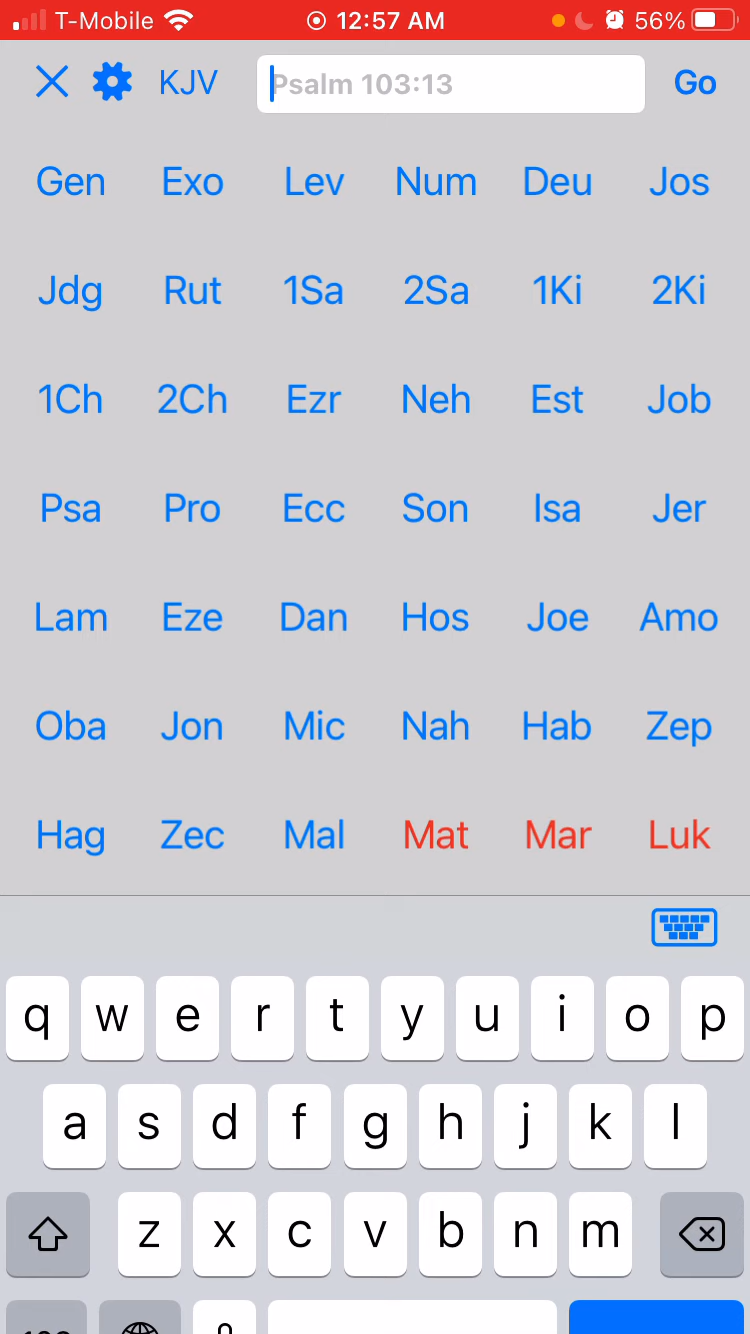 T-Mobile 12:57 AM 56%
KJV Psalm 103:13 Go
Gen Exo Lev Num Deu Jos
Jdg Rut 1Sa 2Sa 1Ki 2Ki
1Ch 2Ch Ezr Neh Est Job
Psa Pro Ecc Son Isa Jer
Lam Eze Dan Hos Joe Amo
Oba Jon Mic Nah Hab Zep
Hag Zec Mal Mat Mar Luk
q w e r t y u i o p
a s d f g h j k l
z x c v b n m